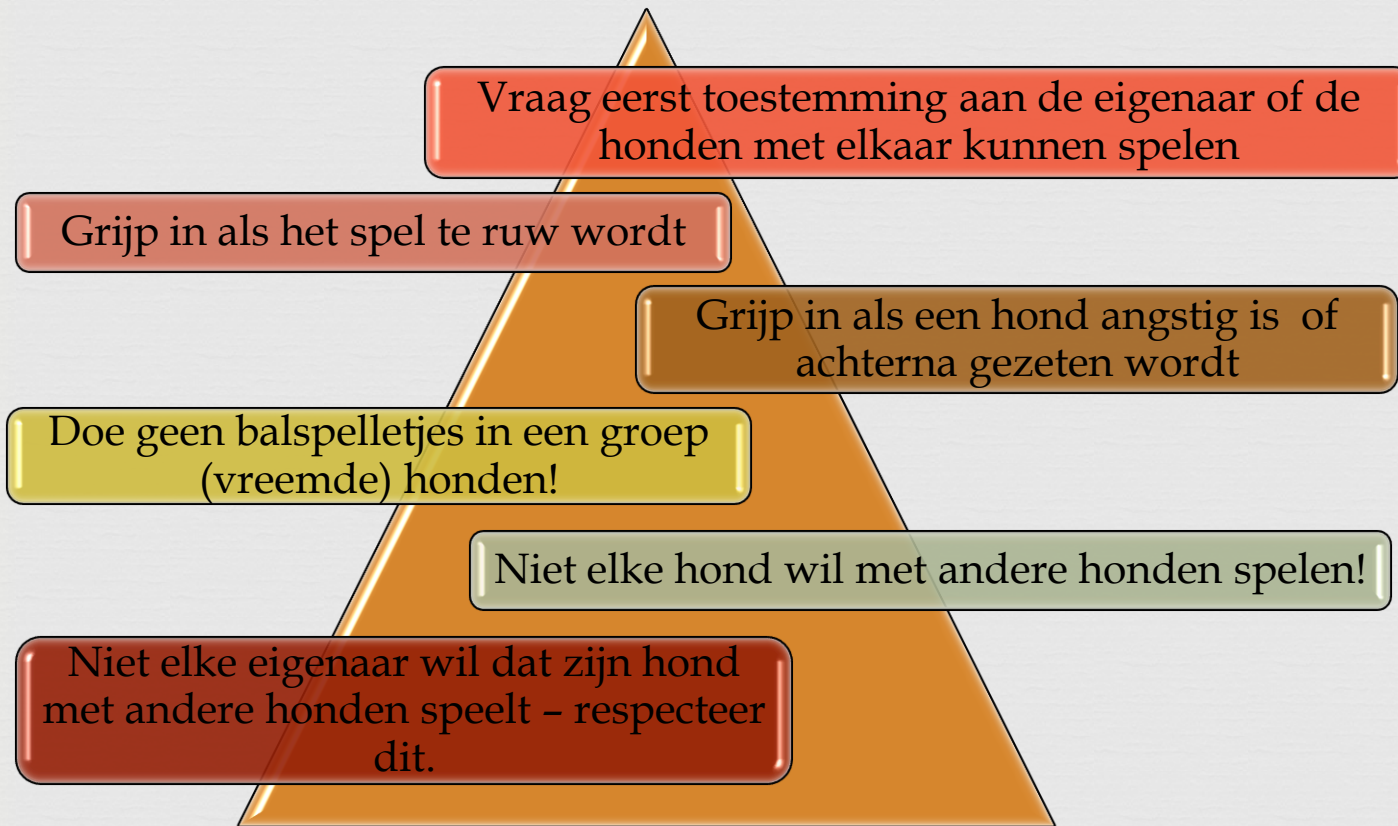 Vraag eerst toestemming aan de eigenaar of de
honden met elkaar kunnen spelen
Grijp in als het spel te ruw wordt
Grijp in als een hond angstig is  of
achterna gezeten wordt
Doe geen balspelletjes in een groep
(vreemde) honden!
Niet elke hond wil met andere honden spelen!
Niet elke eigenaar wil dat zijn hond
met andere honden speelt – respecteer
dit.